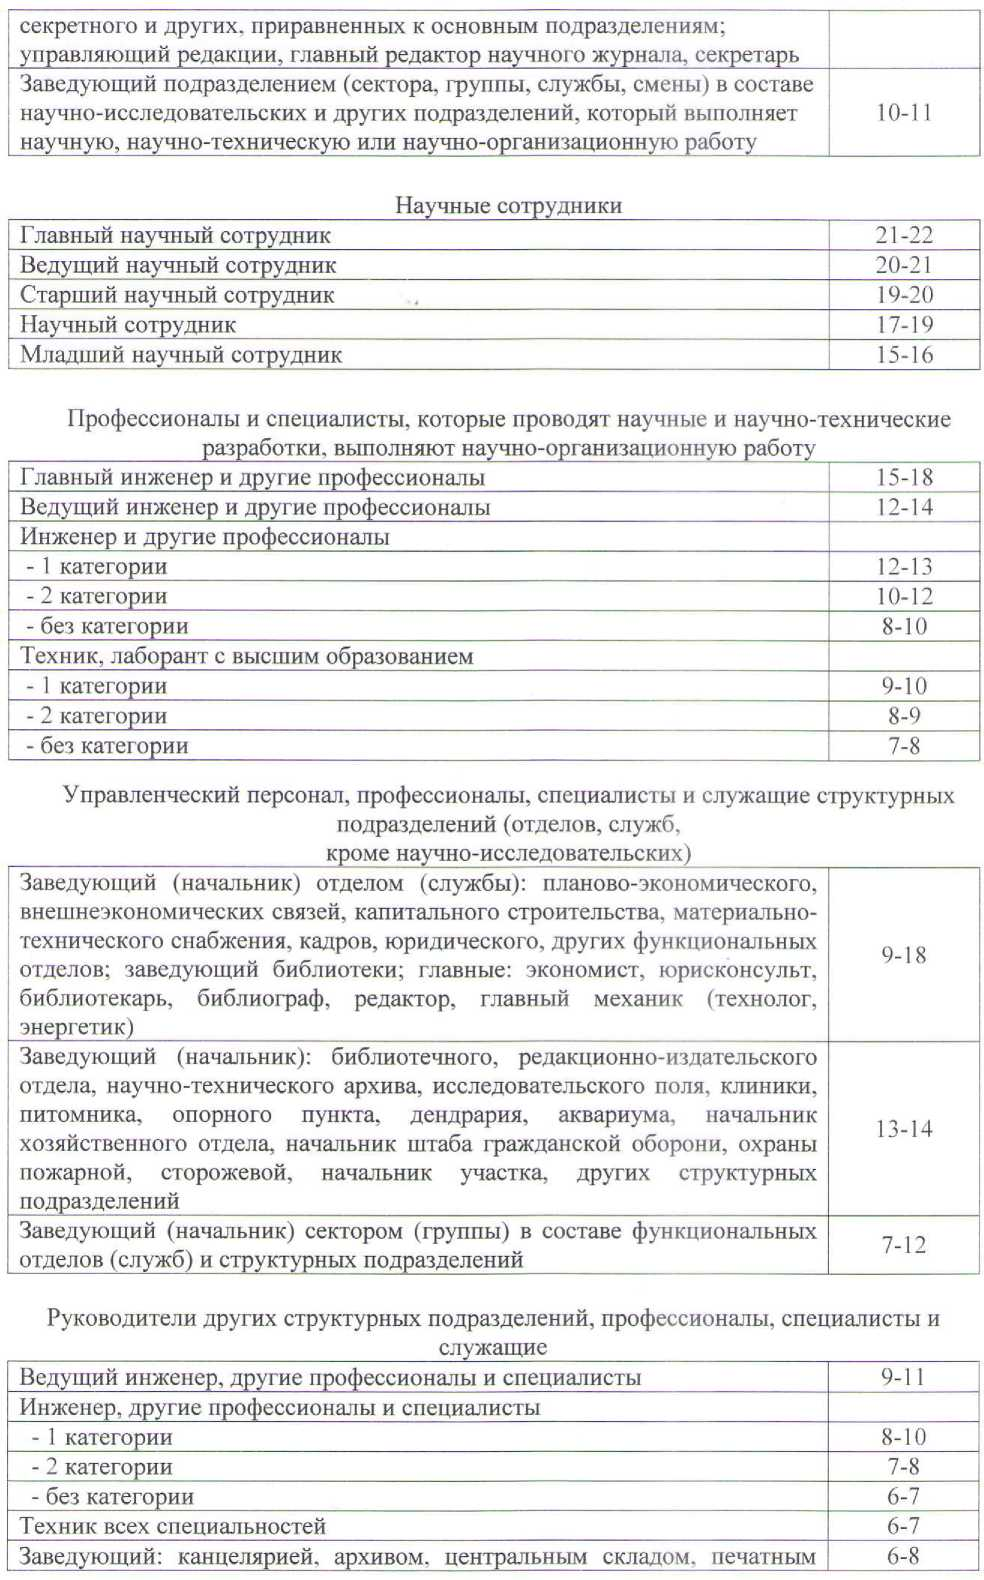 секретного и других, приравненных к основным подразделениям;
управляющий редакции, главный редактор научного журнала, секретарь
Заведующий подразделением (сектора, группы, службы, смены) в составе
научно-исследовательских и других подразделений, который выполняет 10-11
научную, научно-техническую или научно-организационную работу
Научные сотрудники
Главный научный сотрудник 21-22
Ведущий научный сотрудник 20-21
Старший научный сотрудник 19-20
Научный сотрудник 17-19
Младший научный сотрудник 15-16
Профессионалы и специалисты, которые проводят научные и научно-технические
разработки, выполняют научно-организационную работу
Главный инженер и другие профессионалы 15-18
Ведущий инженер и другие профессионалы 12-14
Инженер и другие профессионалы
- 1 категории 12-13
- 2 категории 10-12
- без категории 8-10
Техник, лаборант с высшим образованием
- 1 категории 9-10
- 2 категории 8-9
- без категории 7-8
Управленческий персонал, профессионалы, специалисты и служащие структурных
подразделений (отделов, служб,
кроме научно-исследовательских)
Заведующий (начальник) отделом (службы): планово-экономического,
внешнеэкономических связей, капитального строительства, материально-
технического снабжения, кадров, юридического, других функциональных
отделов; заведующий библиотеки; главные: экономист, юрисконсульт, 9-18
библиотекарь, библиограф, редактор, главный механик (технолог,
энергетик)
Заведующий (начальник): библиотечного, редакционно-издательского
отдела, научно-технического архива, исследовательского поля, клиники,
питомника, опорного пункта, дендрария, аквариума, начальник 13-14
хозяйственного отдела, начальник штаба гражданской оборони, охраны
пожарной, сторожевой, начальник участка, других структурных
подразделений
Заведующий (начальник) сектором (группы) в составе функциональных 7-12
отделов (служб) и структурных подразделений
Руководители других структурных подразделений, профессионалы, специалисты и
служащие
Ведущий инженер, другие профессионалы и специалисты 9-11
Инженер, другие профессионалы и специалисты
- 1 категории 8-10
- 2 категории 7-8
- без категории 6-7
Техник всех специальностей 6-7
Заведующий: канцелярией, архивом, центральным складом, печатным 6-8